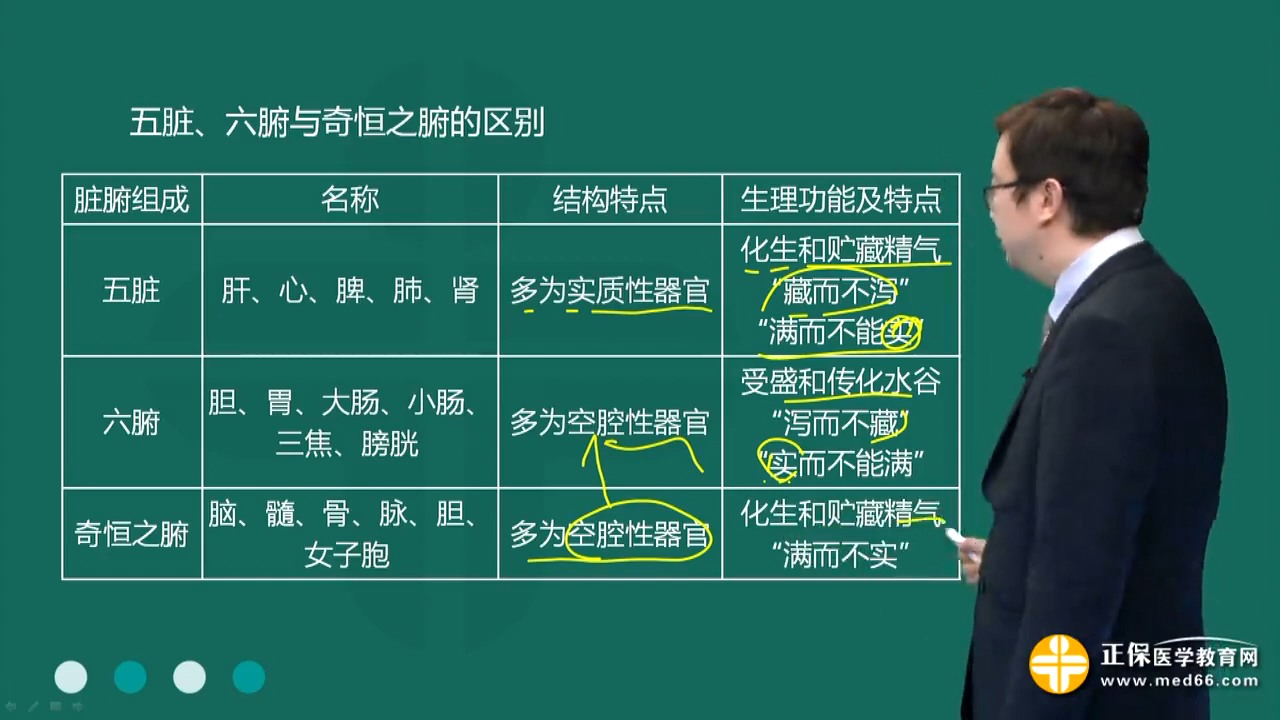 五脏、六腑与奇恒之腑的区别
脏腑组成 名称 结构特点 生理功能及特点
五脏 肝、心、脾、肺、肾 多为实质性器官
化生和贮藏精气
“藏而不泻”
“满而不能实”
六腑
胆、胃、大肠、小肠、
三焦、膀胱
多为空腔性器官
受盛和传化水谷
“泻而不藏”
“实而不能满”
奇恒之腑
脑、髓、骨、脉、胆、
女子胞
多为空腔性器官
化生和贮藏精气
“满而不实”
正保医学教育网
www.med66.com